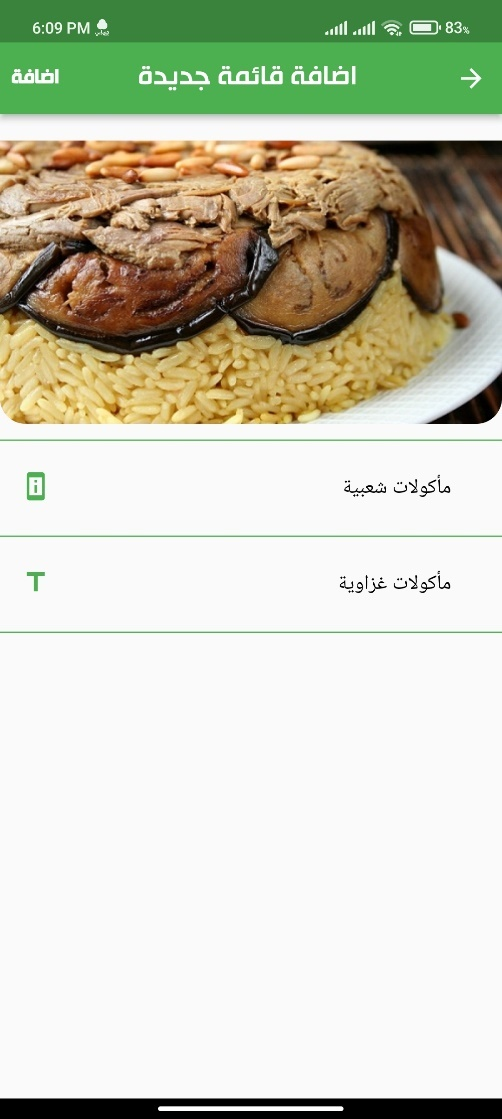 6:09 PM
83%
اضافة قائمة جديدة
اضافة
مأكولات شعبية
مأكولات غزاوية